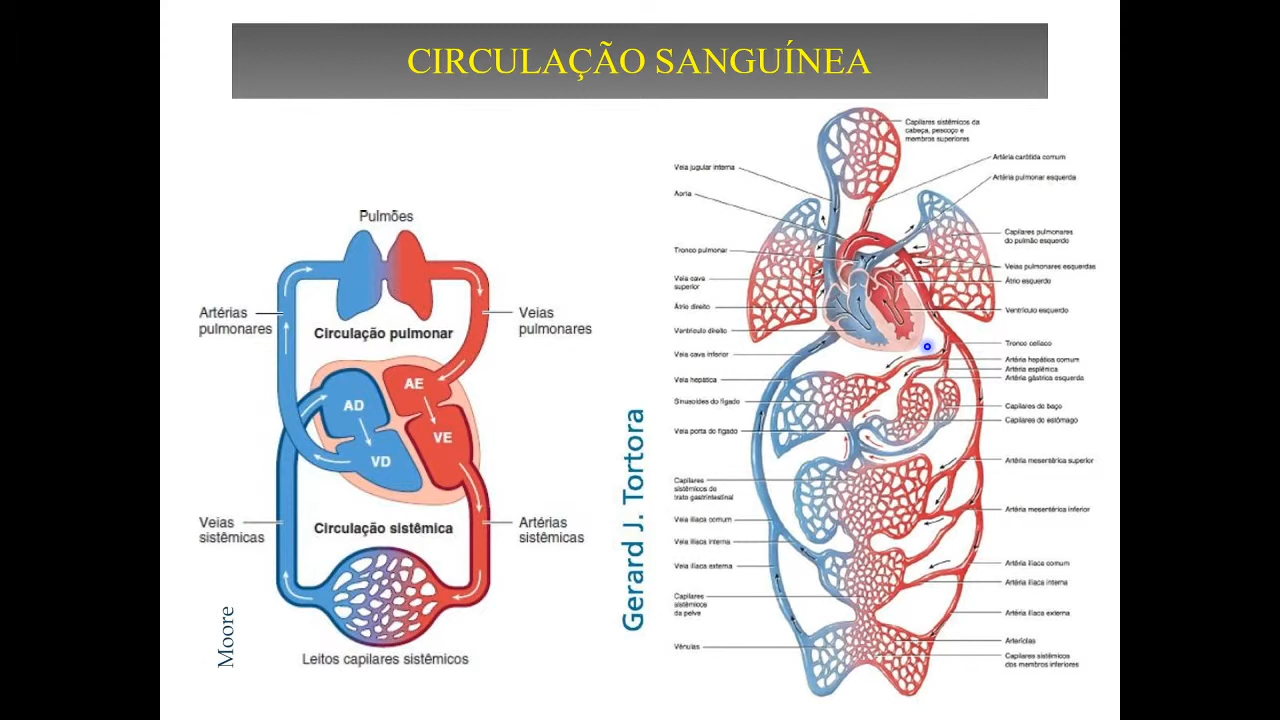 CIRCULAÇÃO SANGUÍNEA
Pulmões
Artérias
pulmonares
Circulação pulmonar
Veias
pulmonares
AD
AE
VD
VE
Veias
sistêmicas
Circulação sistêmica
Artérias
sistêmicas
Leitos capilares sistêmicos
Moore
Gerard J. Tortora
Veia jugular interna
Aorta
Tronco pulmonar
Veia cava
superior
Átrio direito
Ventrículo direito
Veia cava inferior
Veia hepática
Sinusoides do fígado
Veia porta do fígado
Capilares
sistêmicos do
trato gastrintestinal
Veia ilíaca comum
Veia ilíaca interna
Veia ilíaca externa
Capilares
sistêmicos
da pelve
Vênulas
Capilares sistêmicos da
cabeça, pescoço e
membros superiores
Artéria carótida comum
Artéria pulmonar esquerda
Capilares pulmonares
do pulmão esquerdo
Veias pulmonares esquerdas
Átrio esquerdo
Ventrículo esquerdo
Tronco celíaco
Artéria hepática comum
Artéria esplênica
Artéria gástrica esquerda
Capilares do baço
Capilares do estômago
Artéria mesentérica superior
Artéria mesentérica inferior
Artéria ilíaca comum
Artéria ilíaca interna
Artéria ilíaca externa
Arteríolas
Capilares sistêmicos
dos membros inferiores